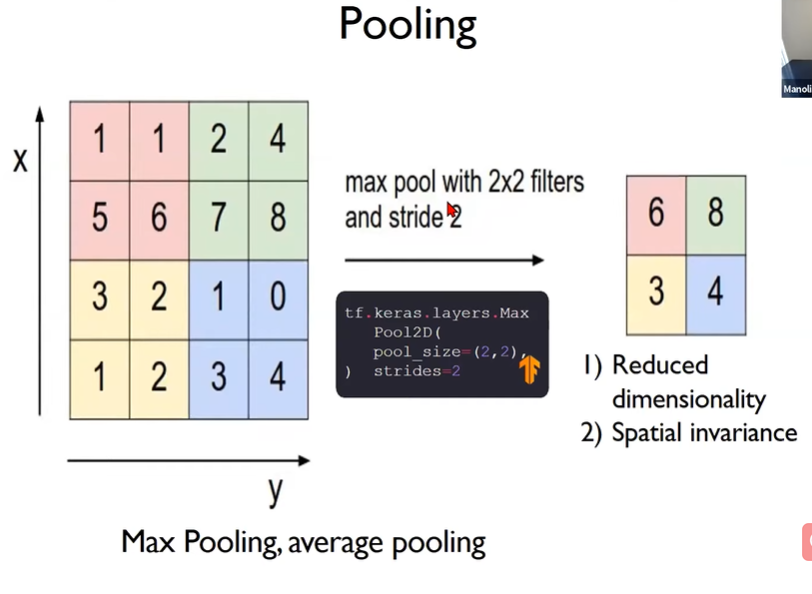 Pooling
Manoli
x
1 1 2 4
5 6 7 8
3 2 1 0
1 2 3 4
y
max pool with 2x2 filters
and stride 2
tf.keras.layers.Max
Pool2D(
pool_size=(2,2),
) strides=2
6 8
3 4
1) Reduced
dimensionality
2) Spatial invariance
Max Pooling, average pooling